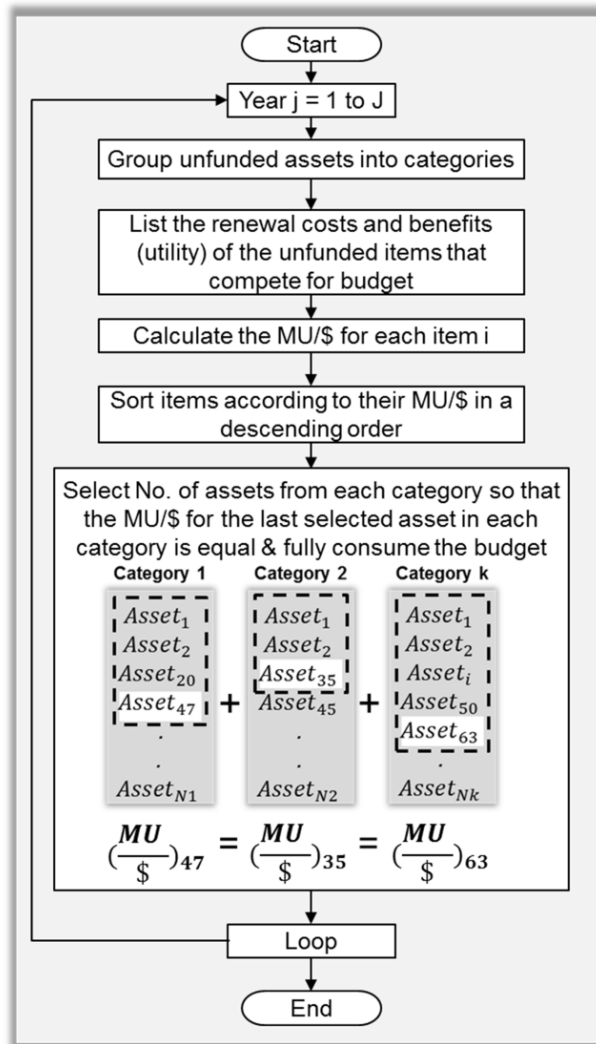 Start
Year j = 1 to J
Group unfunded assets into categories
List the renewal costs and benefits
(utility) of the unfunded items that
compete for budget
Calculate the MU/$ for each item i
Sort items according to their MU/$ in a
descending order
Select No. of assets from each category so that
the MU/$ for the last selected asset in each
category is equal & fully consume the budget
Category 1
Asset₁
Asset₂
Asset₂₀
Asset₄₇
.
.
Asset_N1
+
Category 2
Asset₁
Asset₂
Asset₃₅
Asset₄₅
.
.
Asset_N2
+
Category k
Asset₁
Asset₂
Asset_i
Asset₅₀
Asset₆₃
.
Asset_Nk
(MU/$)₄₇ = (MU/$)₃₅ = (MU/$)₆₃
Loop
End